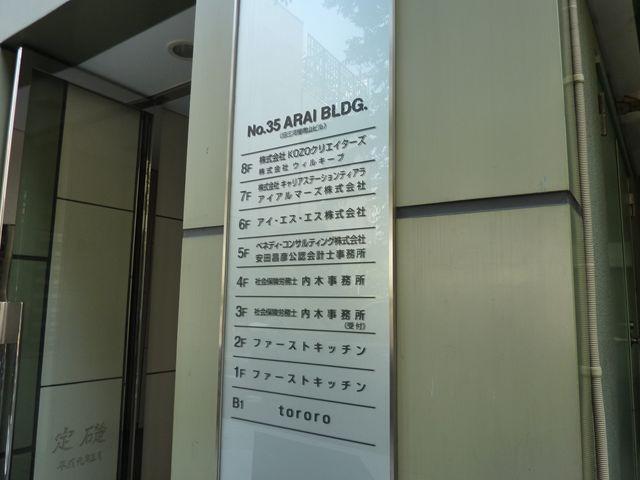 No.35 ARAI BLDG.
8F 株式会社 KOZOクリエイターズ
株式会社 ウィルキープ
7F 株式会社 キャリアステーションティアラ
アイアルマーズ株式会社
6F アイ・エス・エス株式会社
5F ベネディ・コンサルティング株式会社
安田昌彦公認会計士事務所
4F 社会保険労務士 内木事務所
3F 社会保険労務士 内木事務所
(受付)
2F ファーストキッチン
1F ファーストキッチン
B1 tororo
定礎